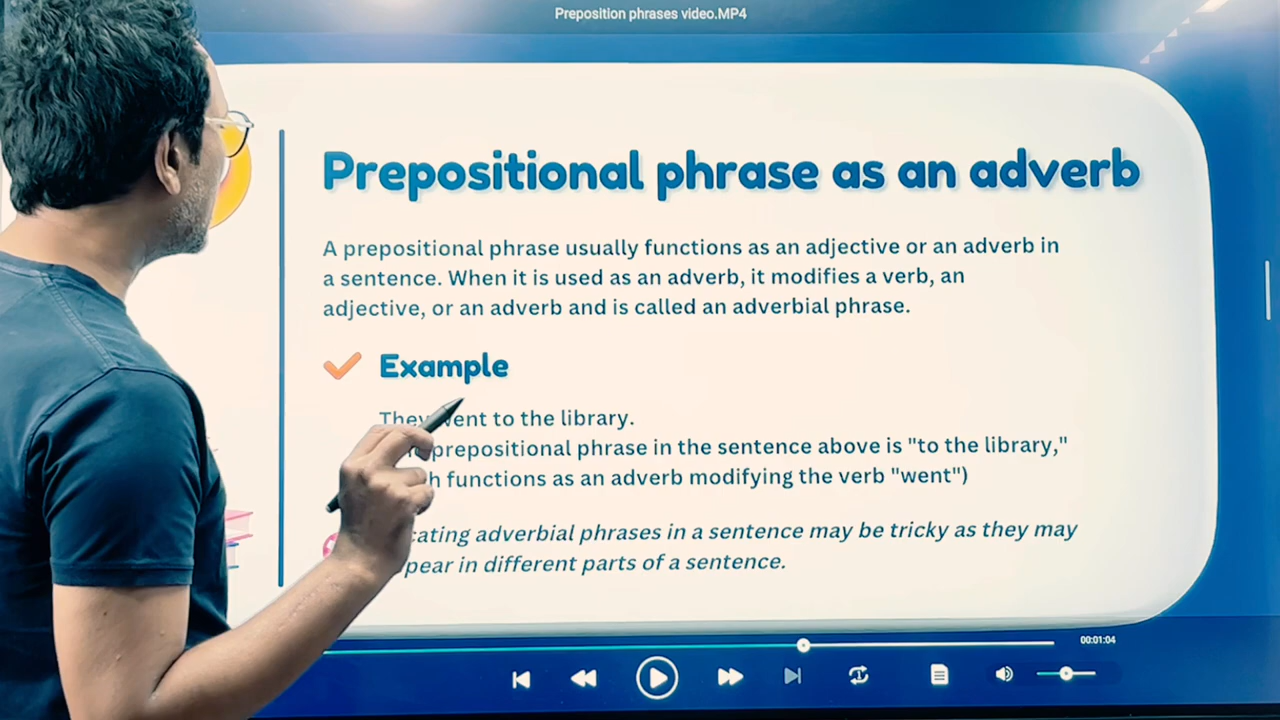 Preposition phrases video.MP4
Prepositional phrase as an adverb
A prepositional phrase usually functions as an adjective or an adverb in
a sentence. When it is used as an adverb, it modifies a verb, an
adjective, or an adverb and is called an adverbial phrase.
Example
They went to the library.
prepositional phrase in the sentence above is "to the library,"
functions as an adverb modifying the verb "went")
adverbial phrases in a sentence may be tricky as they may
in different parts of a sentence.
00:01:04